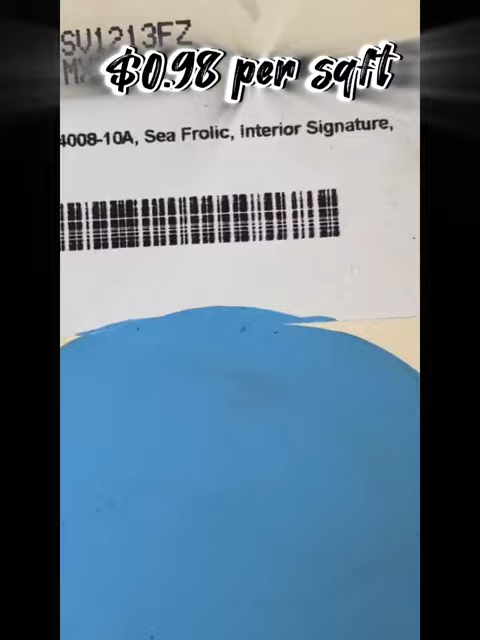 SV1213FZ
$0.98 per sqft
4008-10A, Sea Frolic, Interior Signature,